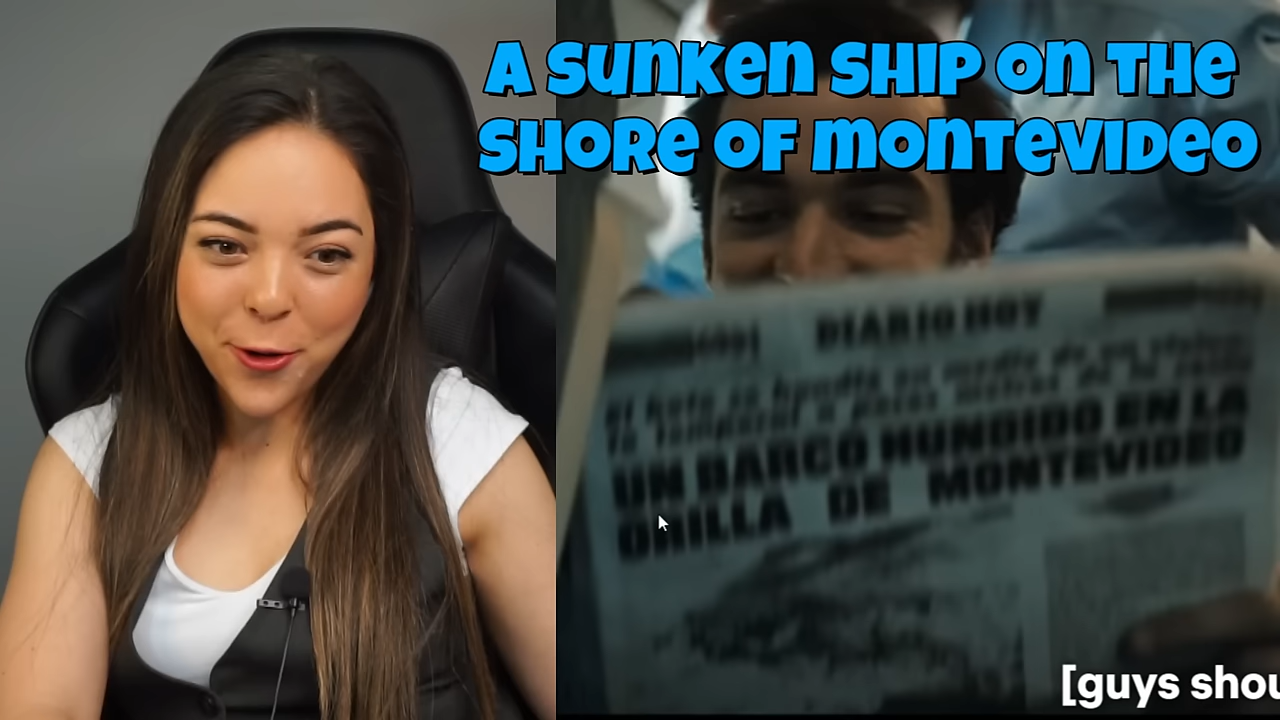 A SUNKEN SHIP ON THE
SHORE OF MONTEVIDEO
DIARIO HOY
UN BARCO HUNDIDO EN LA
ORILLA DE MONTEVIDEO
[guys shou